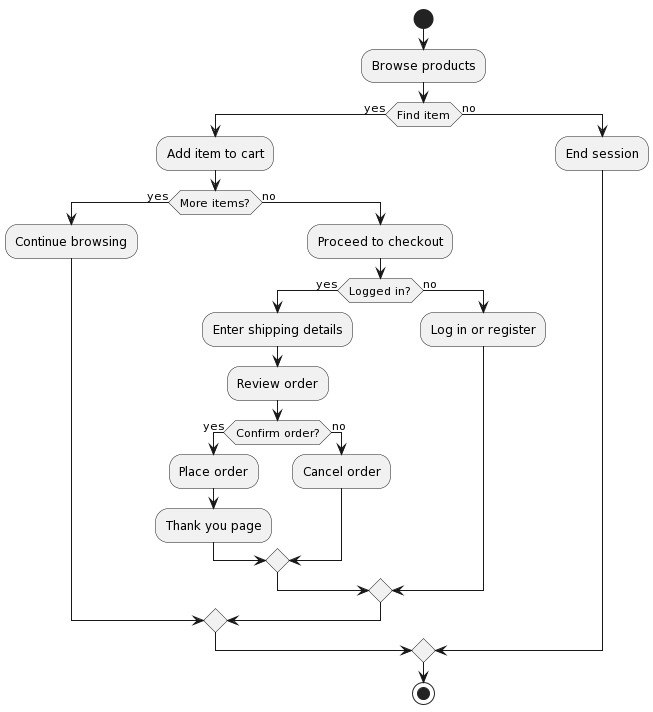 Browse products
yes
Find item
no
Add item to cart
End session
yes
More items?
no
Continue browsing
Proceed to checkout
yes
Logged in?
no
Enter shipping details
Log in or register
Review order
yes
Confirm order?
no
Place order
Cancel order
Thank you page